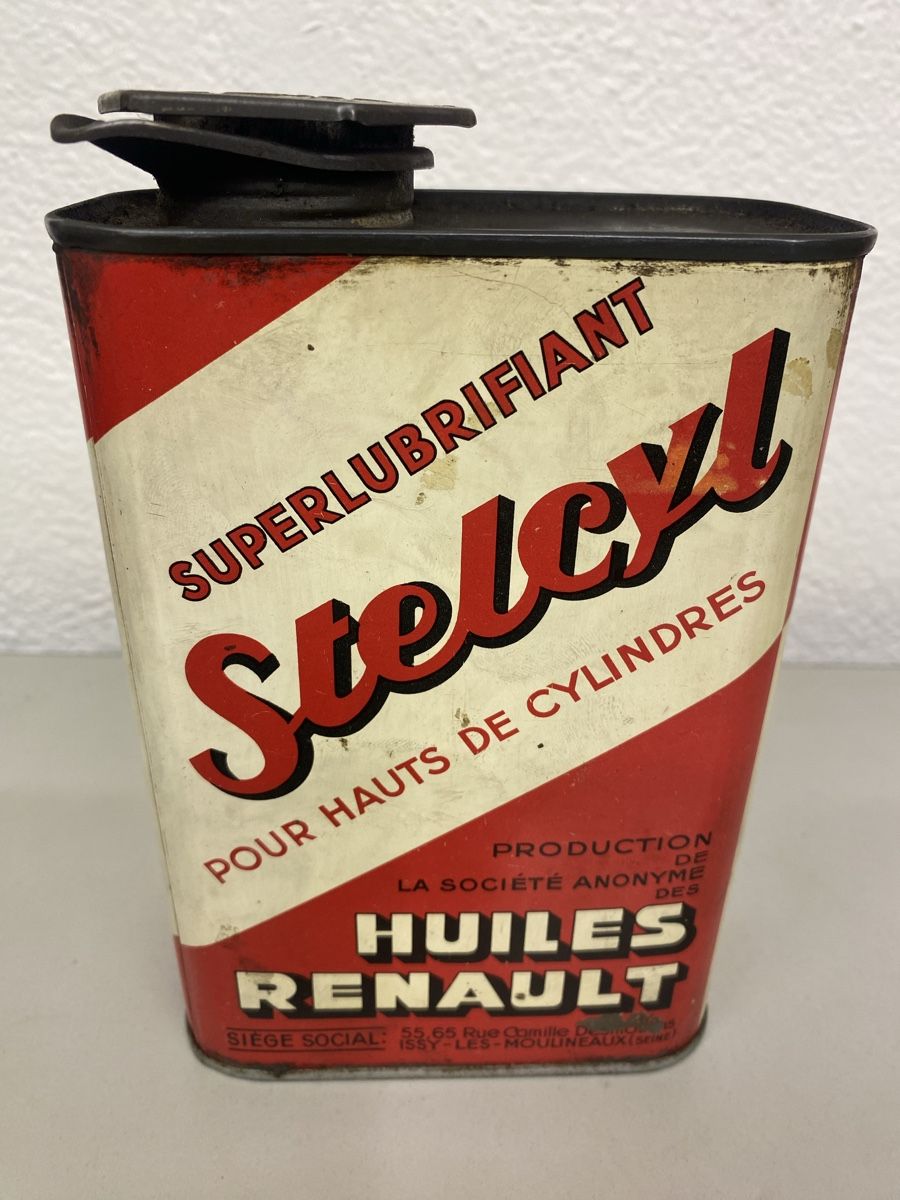 SUPERLUBRIFIANT
Stelcyl
POUR HAUTS DE CYLINDRES
PRODUCTION
DE
LA SOCIÉTÉ ANONYME
DES
HUILES
RENAULT
SIÈGE SOCIAL: 55,65 Rue Camille
ISSY-LES-MOULINEAUX (SEINE)